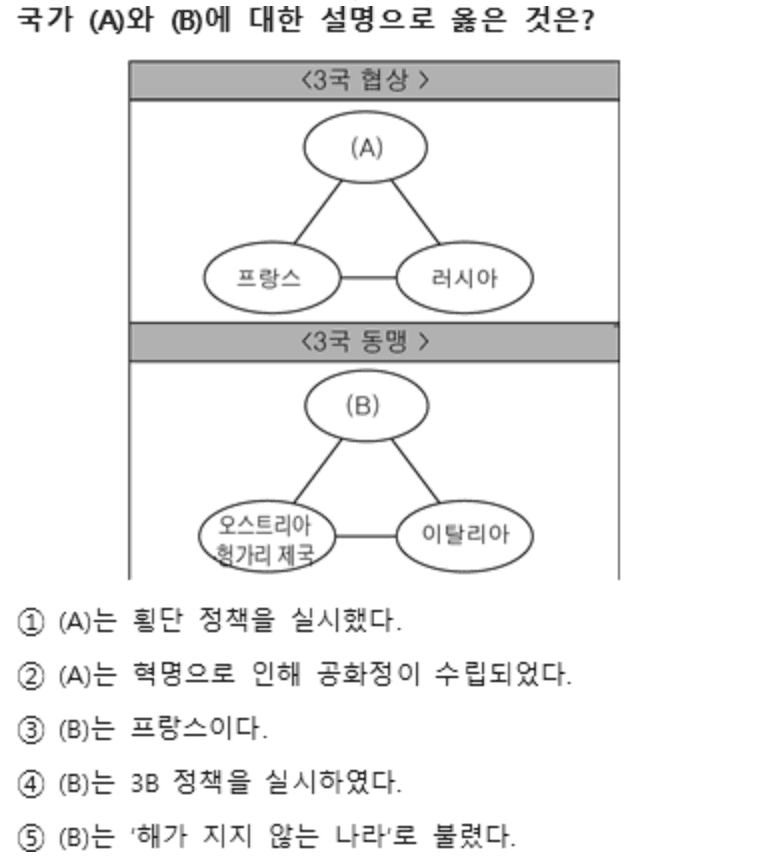 국가 (A)와 (B)에 대한 설명으로 옳은 것은?
<3국 협상 >
(A)
프랑스
러시아
<3국 동맹 >
(B)
오스트리아
헝가리 제국
이탈리아
① (A)는 횡단 정책을 실시했다.
② (A)는 혁명으로 인해 공화정이 수립되었다.
③ (B)는 프랑스이다.
④ (B)는 3B 정책을 실시하였다.
⑤ (B)는 '해가 지지 않는 나라'로 불렸다.